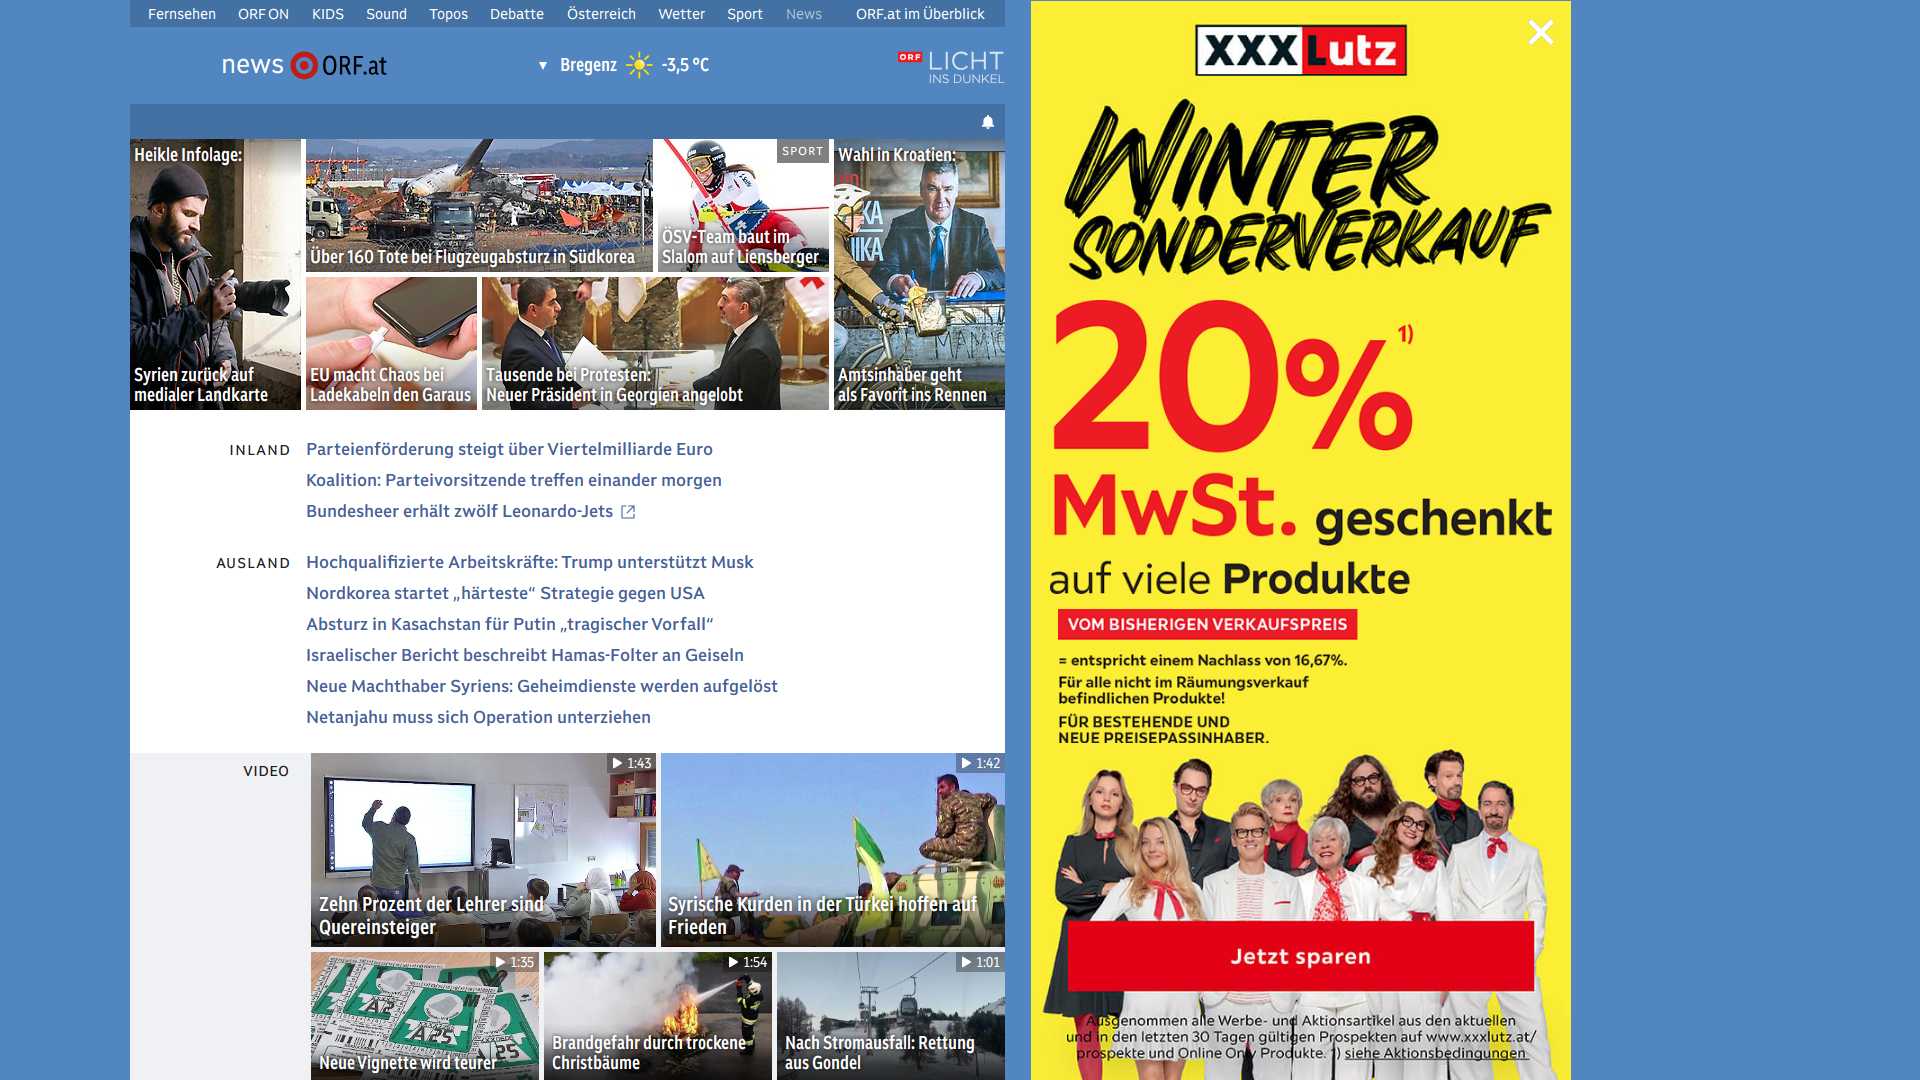 Fernsehen ORF ON KIDS Sound Topos Debatte Österreich Wetter Sport News ORF.at im Überblick
news ORF.at
▼ Bregenz -3,5 °C
ORF LICHT
INS DUNKEL
Heikle Infolage:
Syrien zurück auf
medialer Landkarte
Über 160 Tote bei Flugzeugabsturz in Südkorea
SPORT
ÖSV-Team baut im
Slalom auf Liensberger
Wahl in Kroatien:
Amtsinhaber geht
als Favorit ins Rennen
EU macht Chaos bei
Ladekabeln den Garaus
Tausende bei Protesten:
Neuer Präsident in Georgien angelobt
INLAND
Parteienförderung steigt über Viertelmilliarde Euro
Koalition: Parteivorsitzende treffen einander morgen
Bundesheer erhält zwölf Leonardo-Jets
AUSLAND
Hochqualifizierte Arbeitskräfte: Trump unterstützt Musk
Nordkorea startet „härteste“ Strategie gegen USA
Absturz in Kasachstan für Putin „tragischer Vorfall“
Israelischer Bericht beschreibt Hamas-Folter an Geiseln
Neue Machthaber Syriens: Geheimdienste werden aufgelöst
Netanjahu muss sich Operation unterziehen
VIDEO
1:43
Zehn Prozent der Lehrer sind
Quereinsteiger
1:42
Syrische Kurden in der Türkei hoffen auf
Frieden
1:35
Neue Vignette wird teurer
1:54
Brandgefahr durch trockene
Christbäume
1:01
Nach Stromausfall: Rettung
aus Gondel
XXXLutz
WINTER
SONDERVERKAUF
20% 1)
MwSt. geschenkt
auf viele Produkte
VOM BISHERIGEN VERKAUFSPREIS
= entspricht einem Nachlass von 16,67%.
Für alle nicht im Räumungsverkauf
befindlichen Produkte!
FÜR BESTEHENDE UND
NEUE PREISEPASSINHABER.
Jetzt sparen
Ausgenommen alle Werbe- und Aktionsartikel aus den aktuellen
und in den letzten 30 Tagen gültigen Prospekten auf www.xxxlutz.at/
prospekte und Online Only Produkte. 1) siehe Aktionsbedingungen